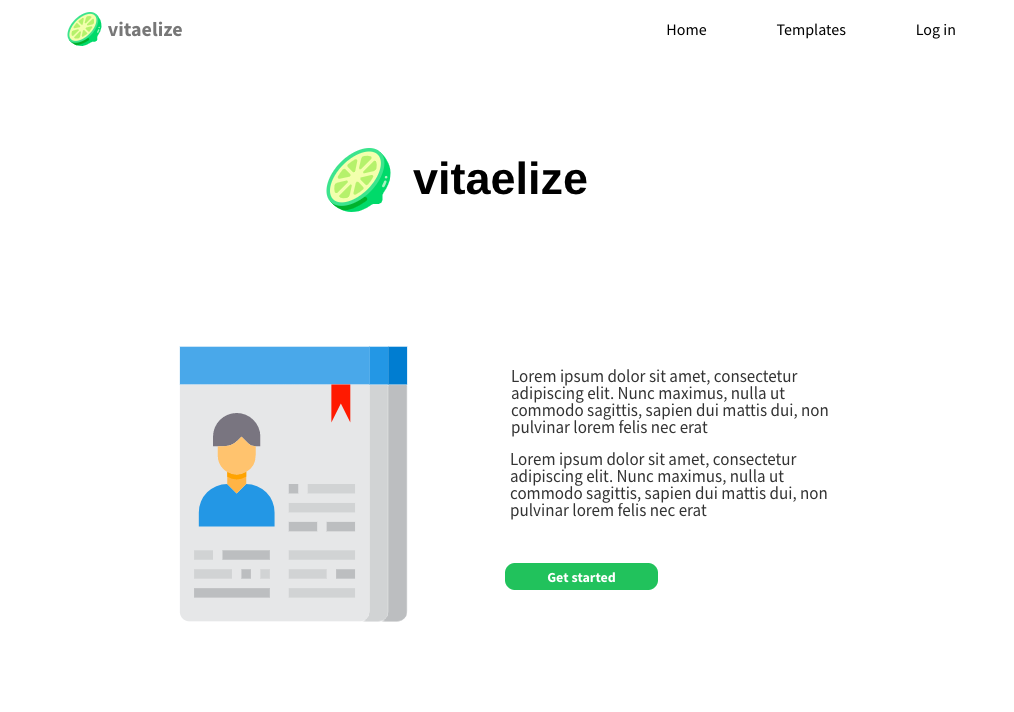 vitaelize
Home
Templates
Log in
vitaelize
Lorem ipsum dolor sit amet, consectetur
adipiscing elit. Nunc maximus, nulla ut
commodo sagittis, sapien dui mattis dui, non
pulvinar lorem felis nec erat
Lorem ipsum dolor sit amet, consectetur
adipiscing elit. Nunc maximus, nulla ut
commodo sagittis, sapien dui mattis dui, non
pulvinar lorem felis nec erat
Get started